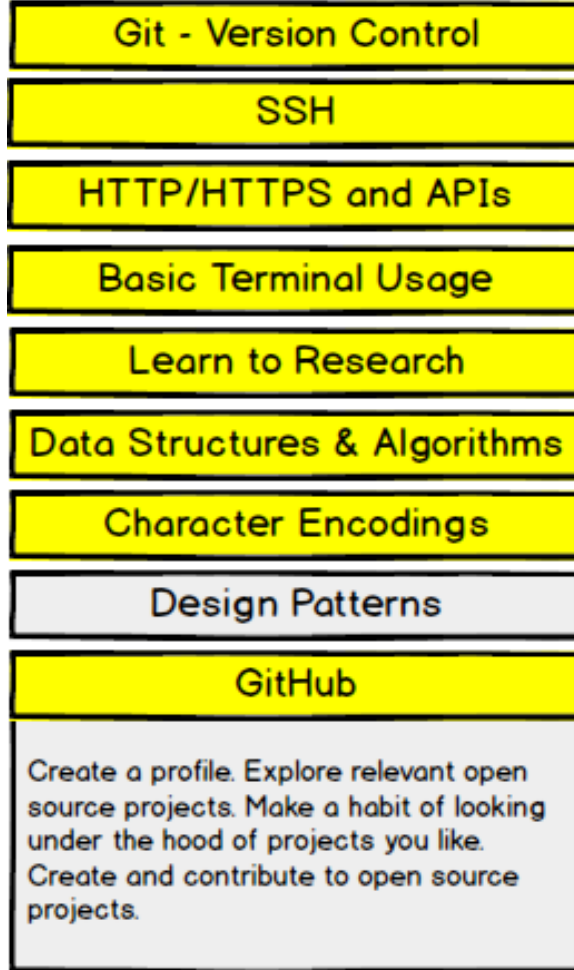 Git - Version Control
SSH
HTTP/HTTPS and APIs
Basic Terminal Usage
Learn to Research
Data Structures & Algorithms
Character Encodings
Design Patterns
GitHub
Create a profile. Explore relevant open
source projects. Make a habit of looking
under the hood of projects you like.
Create and contribute to open source
projects.